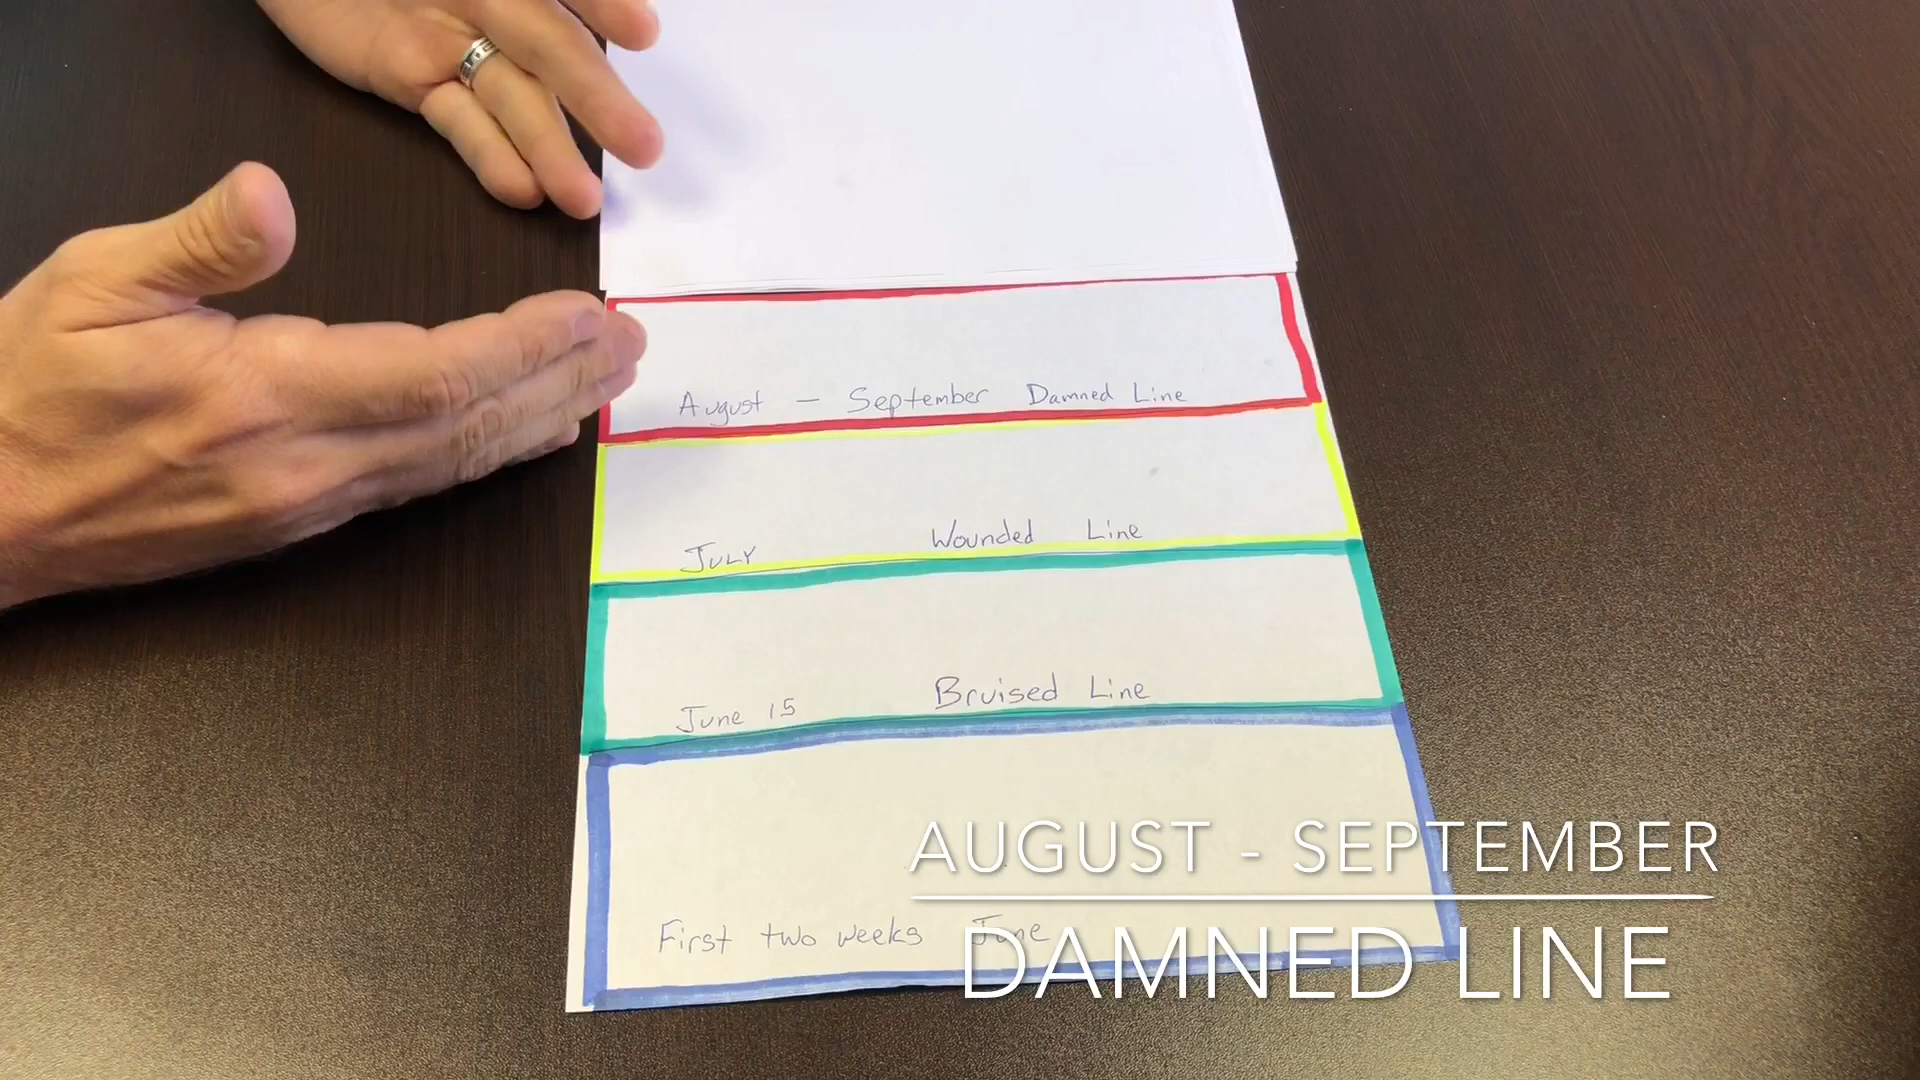 August - September Damned Line
July Wounded Line
June 15 Bruised Line
First two weeks June
AUGUST - SEPTEMBER
DAMNED LINE